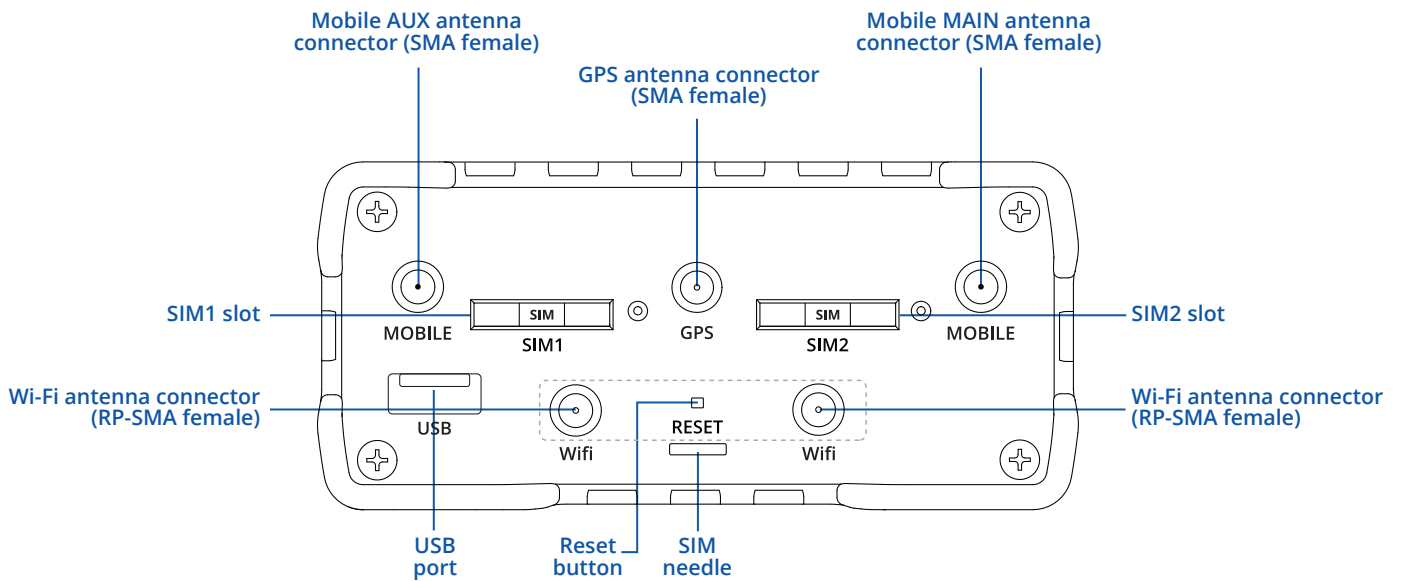 Mobile AUX antenna
connector (SMA female)
Mobile MAIN antenna
connector (SMA female)
GPS antenna connector
(SMA female)
SIM1 slot
SIM
SIM
SIM2 slot
MOBILE
SIM1
GPS
SIM2
MOBILE
Wi-Fi antenna connector
(RP-SMA female)
Wi-Fi antenna connector
(RP-SMA female)
USB
RESET
Wifi
Wifi
USB
port
Reset
button
SIM
needle